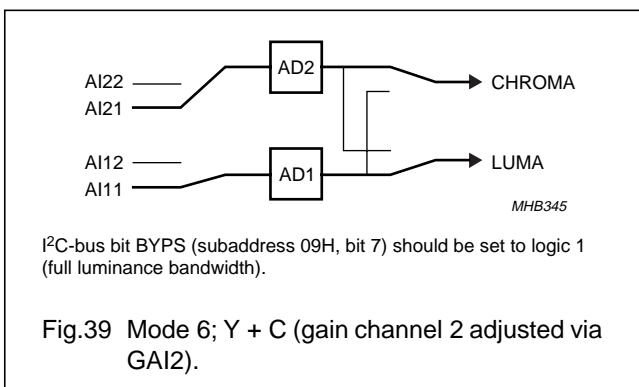 AI22
AI21
AD2
CHROMA
AI12
AI11
AD1
LUMA
MHB345
I²C-bus bit BYPS (subaddress 09H, bit 7) should be set to logic 1
(full luminance bandwidth).
Fig.39 Mode 6; Y + C (gain channel 2 adjusted via
GAI2).